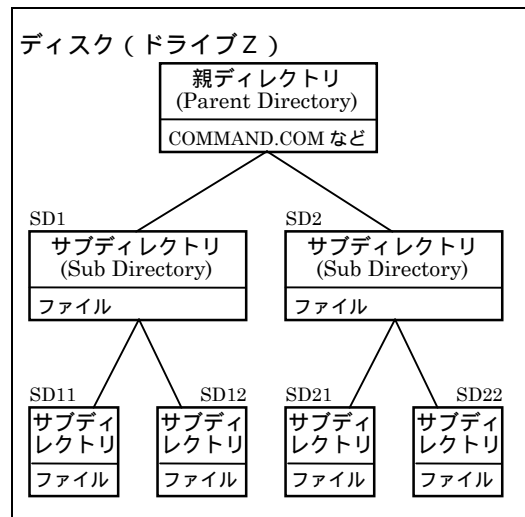 ディスク(ドライブZ)
親ディレクトリ
(Parent Directory)
COMMAND.COM など
SD1
サブディレクトリ
(Sub Directory)
ファイル
SD2
サブディレクトリ
(Sub Directory)
ファイル
SD11
サブディ
レクトリ
ファイル
SD12
サブディ
レクトリ
ファイル
SD21
サブディ
レクトリ
ファイル
SD22
サブディ
レクトリ
ファイル